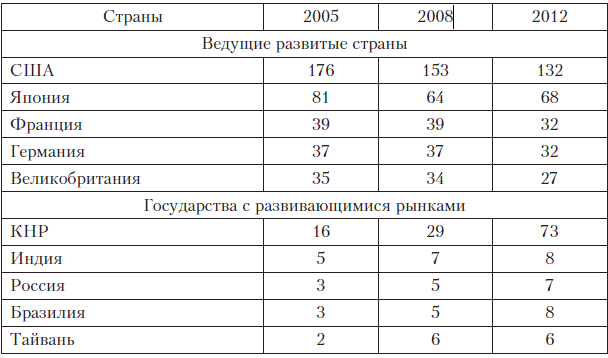 Страны 2005 2008 2012
Ведущие развитые страны
США 176 153 132
Япония 81 64 68
Франция 39 39 32
Германия 37 37 32
Великобритания 35 34 27
Государства с развивающимися рынками
КНР 16 29 73
Индия 5 7 8
Россия 3 5 7
Бразилия 3 5 8
Тайвань 2 6 6